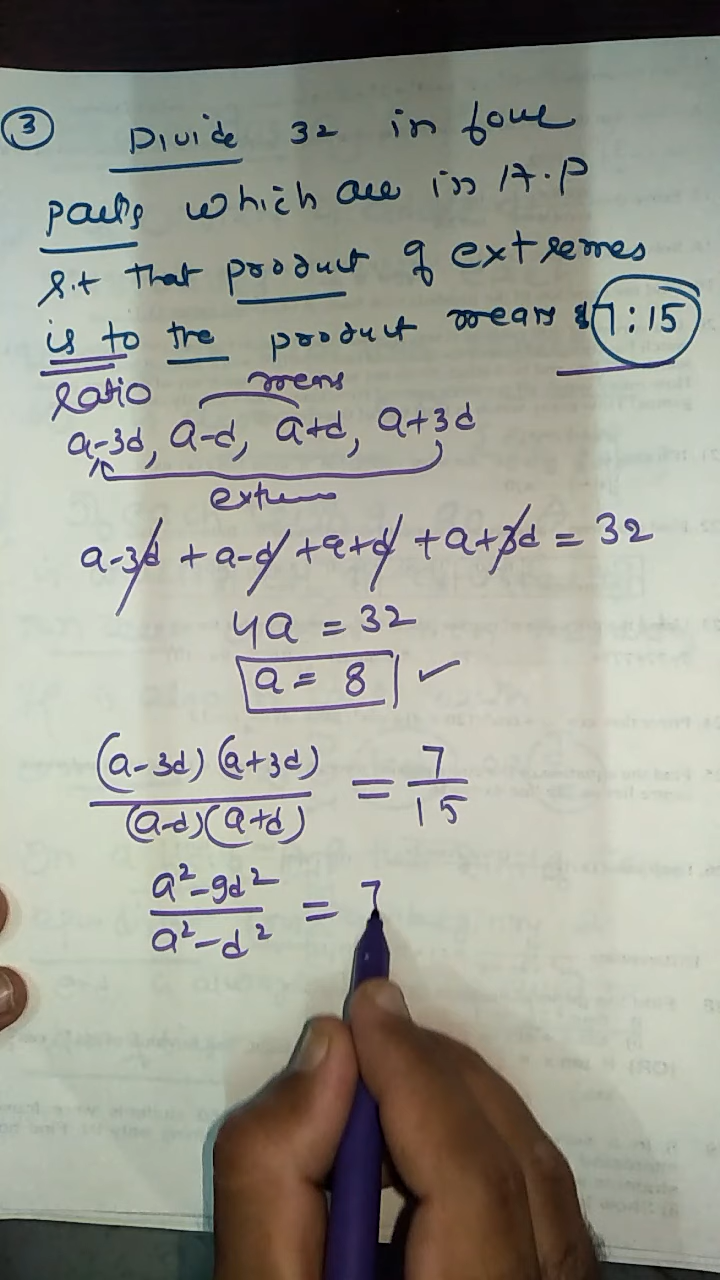 3 Divide 32 in four
parts which are in A.P
s.t that product of extremes
is to the product means 7:15
ratio means
a-3d, a-d, a+d, a+3d
extrem
a-3d + a-d + a+d + a+3d = 32
4a = 32
a = 8 ✓
(a-3d) (a+3d) / (a-d)(a+d) = 7/15
a²-9d² / a²-d² = 7